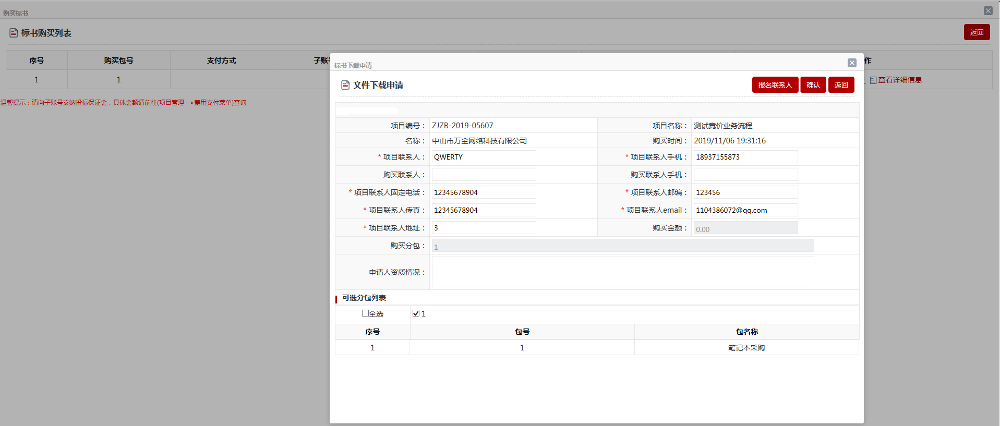 购买标书
标书购买列表
返回
序号 购买包号 支付方式 子账 作
1 1 查看详细信息
温馨提示：请向子账号交纳投标保证金，具体金额请前往(项目管理-->费用支付菜单)查询
标书下载申请
文件下载申请
报名联系人 确认 返回
项目编号： ZJZB-2019-05607 项目名称： 测试竞价业务流程
名称： 中山市万全网络科技有限公司 购买时间： 2019/11/06 19:31:16
* 项目联系人： QWERTY * 项目联系人手机： 18937155873
购买联系人： 购买联系人手机：
* 项目联系人固定电话： 12345678904 * 项目联系人邮编： 123456
* 项目联系人传真： 12345678904 * 项目联系人email： 1104386072@qq.com
* 项目联系人地址： 3 购买金额： 0.00
购买分包： 1
申请人资质情况：
可选分包列表
全选 1
序号 包号 包名称
1 1 笔记本采购